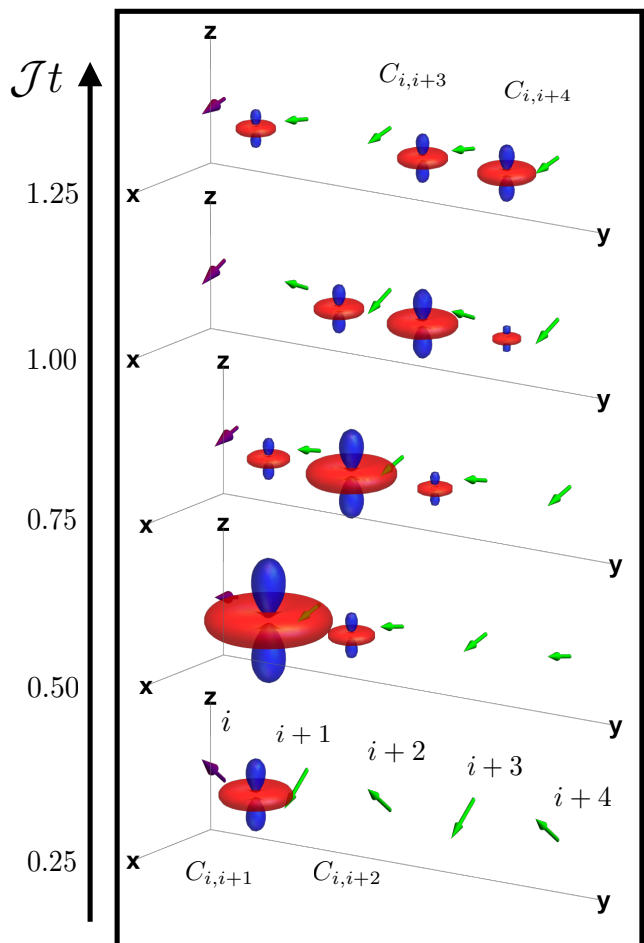 z
𝒥t
C_{i,i+3}
C_{i,i+4}
1.25
x
z
y
1.00
x
z
y
0.75
x
z
y
0.50
x
z
y
i
i + 1
i + 2
i + 3
i + 4
0.25
x
C_{i,i+1}
C_{i,i+2}
y